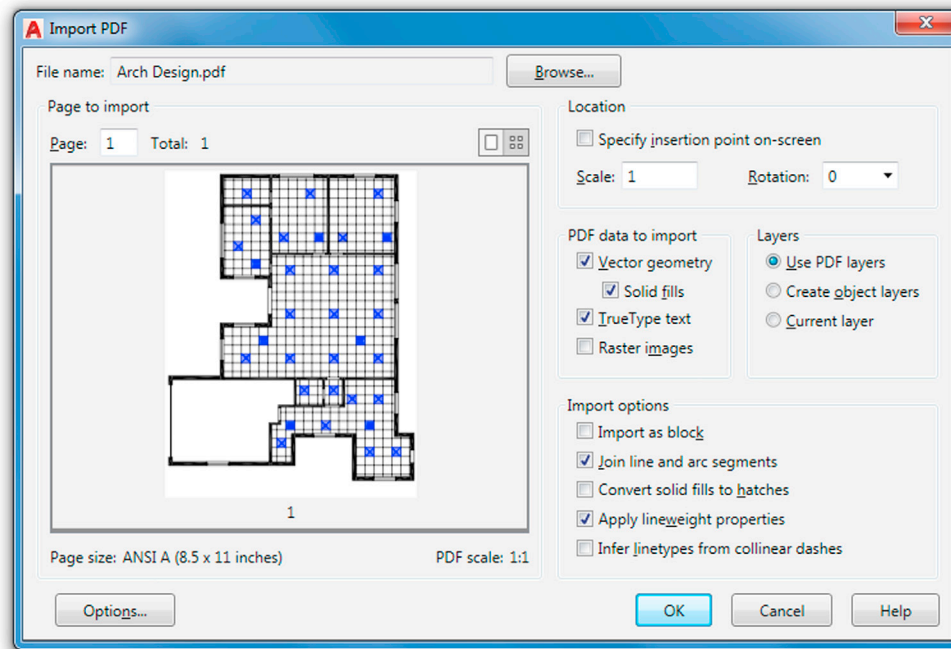 Import PDF
File name: Arch Design.pdf
Browse...
Page to import
Page: 1 Total: 1
1
Page size: ANSI A (8.5 x 11 inches) PDF scale: 1:1
Location
Specify insertion point on-screen
Scale: 1 Rotation: 0
PDF data to import
Vector geometry
Solid fills
TrueType text
Raster images
Layers
Use PDF layers
Create object layers
Current layer
Import options
Import as block
Join line and arc segments
Convert solid fills to hatches
Apply lineweight properties
Infer linetypes from collinear dashes
Options... OK Cancel Help